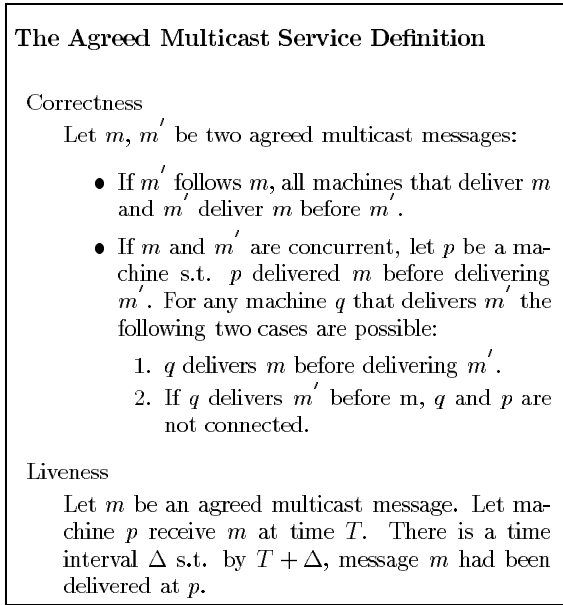 The Agreed Multicast Service Definition
Correctness
Let m, m′ be two agreed multicast messages:
• If m′ follows m, all machines that deliver m
and m′ deliver m before m′.
• If m and m′ are concurrent, let p be a ma-
chine s.t. p delivered m before delivering
m′. For any machine q that delivers m′ the
following two cases are possible:
1. q delivers m before delivering m′.
2. If q delivers m′ before m, q and p are
not connected.
Liveness
Let m be an agreed multicast message. Let ma-
chine p receive m at time T. There is a time
interval Δ s.t. by T + Δ, message m had been
delivered at p.